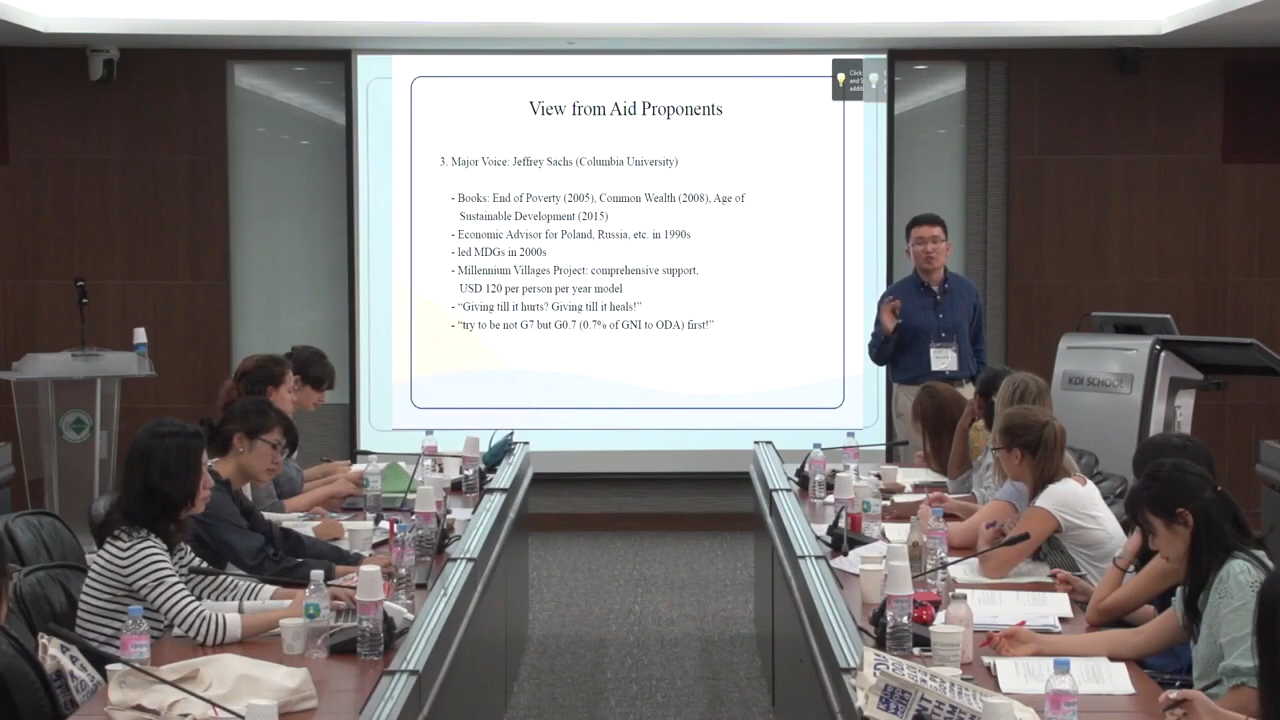 View from Aid Proponents
3. Major Voice: Jeffrey Sachs (Columbia University)
- Books: End of Poverty (2005), Common Wealth (2008), Age of
Sustainable Development (2015)
- Economic Advisor for Poland, Russia, etc. in 1990s
- led MDGs in 2000s
- Millennium Villages Project: comprehensive support,
USD 120 per person per year model
- “Giving till it hurts? Giving till it heals!”
- “try to be not G7 but G0.7 (0.7% of GNI to ODA) first!”
Click
KDI SCHOOL